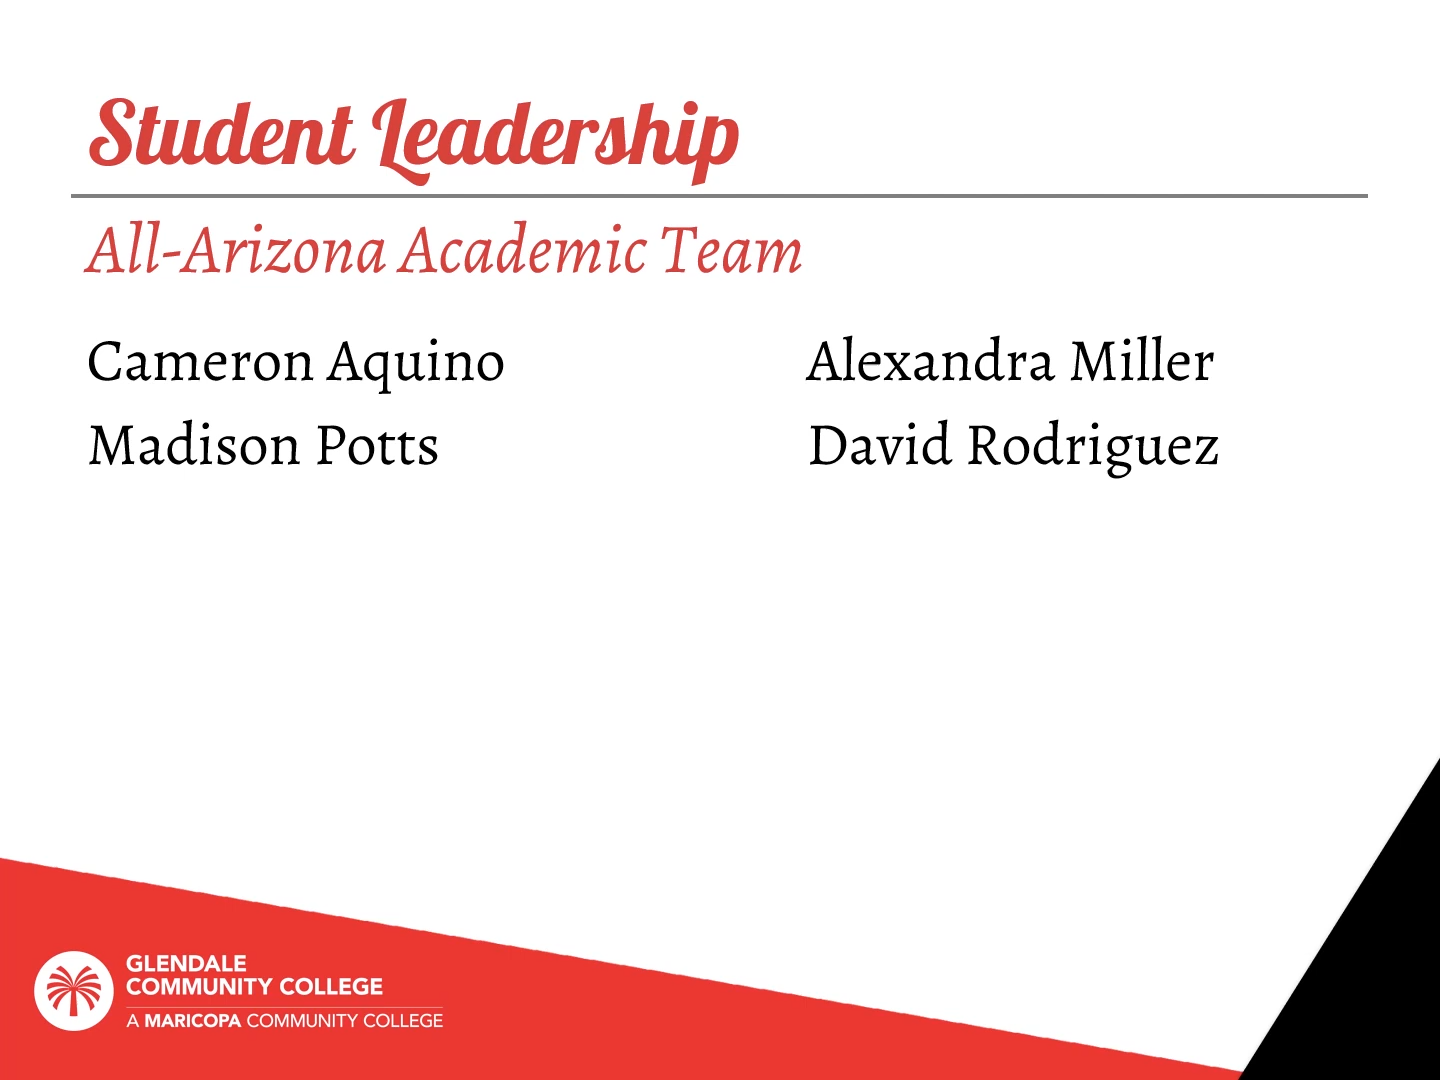 Student Leadership
All-Arizona Academic Team
Cameron Aquino
Madison Potts
Alexandra Miller
David Rodriguez
GLENDALE
COMMUNITY COLLEGE
A MARICOPA COMMUNITY COLLEGE